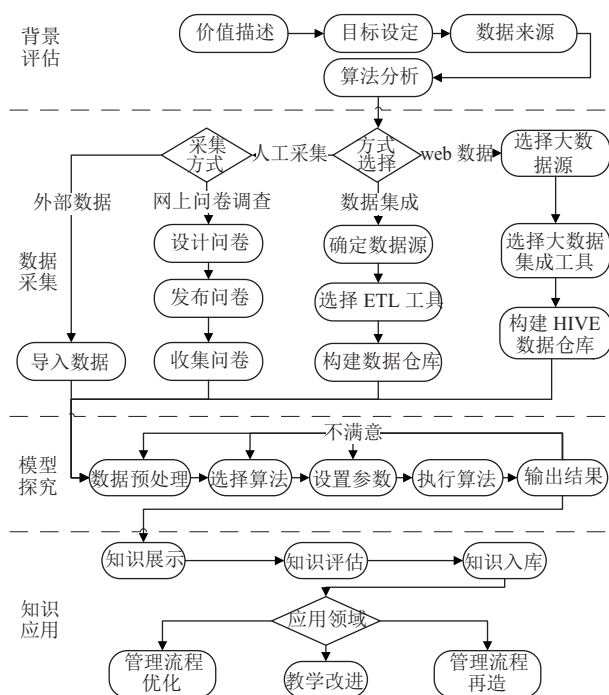 背景
评估
价值描述
目标设定
数据来源
算法分析
采集
方式
人工采集
方式
选择
web 数据
选择大数
据源
外部数据
网上问卷调查
数据集成
数据
采集
设计问卷
确定数据源
选择大数据
集成工具
发布问卷
选择 ETL 工具
构建 HIVE
数据仓库
导入数据
收集问卷
构建数据仓库
不满意
模型
探究
数据预处理
选择算法
设置参数
执行算法
输出结果
知识展示
知识评估
知识入库
知识
应用
应用领域
管理流程
优化
教学改进
管理流程
再造